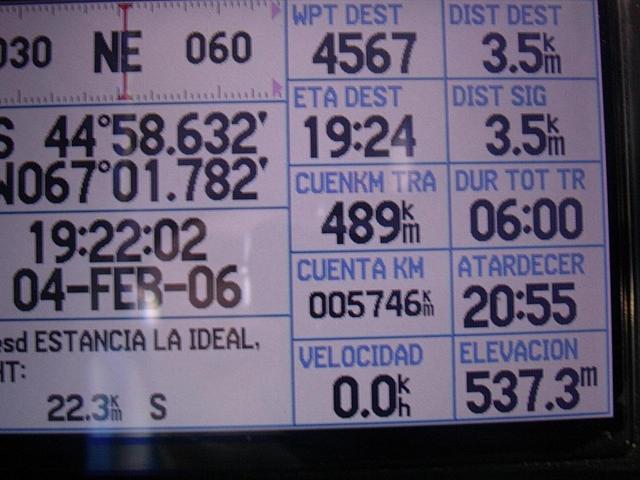 030 NE 060
S 44°58.632'
W067°01.782'
19:22:02
04-FEB-06
esd ESTANCIA LA IDEAL,
HT:
22.3km S
WPT DEST
4567
DIST DEST
3.5km
ETA DEST
19:24
DIST SIG
3.5km
CUENKM TRA
489km
DUR TOT TR
06:00
CUENTA KM
005746km
ATARDECER
20:55
VELOCIDAD
0.0kh
ELEVACION
537.3m